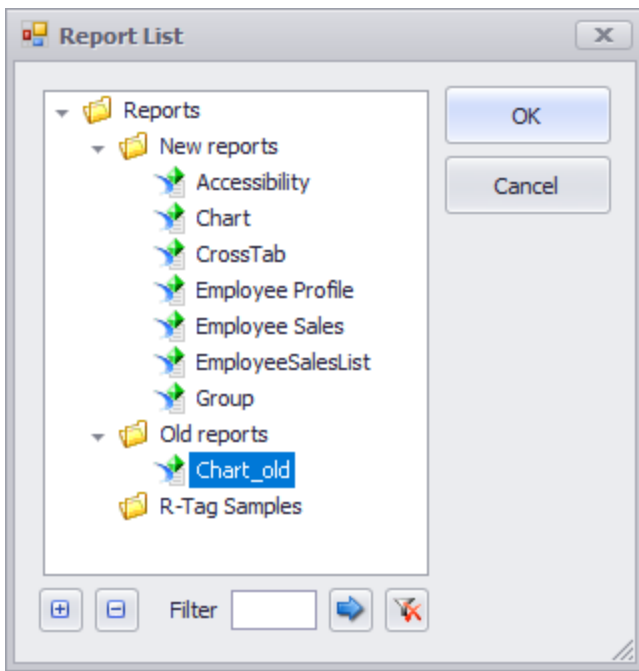 Report List
Reports
New reports
Accessibility
Chart
CrossTab
Employee Profile
Employee Sales
EmployeeSalesList
Group
Old reports
Chart_old
R-Tag Samples
OK
Cancel
Filter